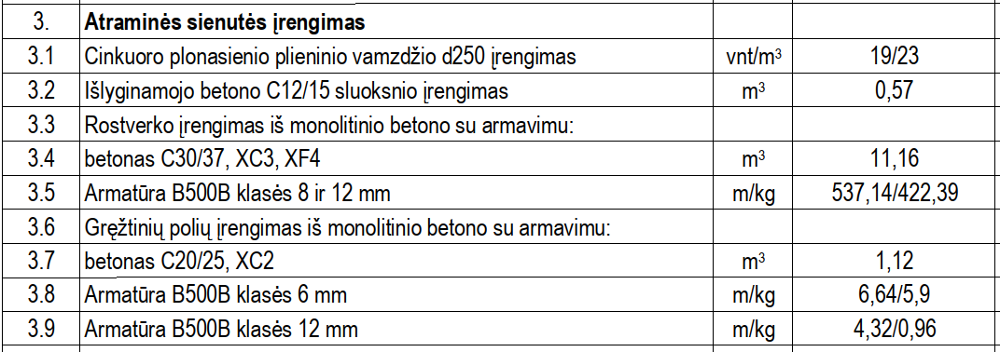 3. Atraminės sienutės įrengimas
3.1 Cinkuoro plonasienio plieninio vamzdžio d250 įrengimas vnt/m³ 19/23
3.2 Išlyginamojo betono C12/15 sluoksnio įrengimas m³ 0,57
3.3 Rostverko įrengimas iš monolitinio betono su armavimu:
3.4 betonas C30/37, XC3, XF4 m³ 11,16
3.5 Armatūra B500B klasės 8 ir 12 mm m/kg 537,14/422,39
3.6 Gręžtinių polių įrengimas iš monolitinio betono su armavimu:
3.7 betonas C20/25, XC2 m³ 1,12
3.8 Armatūra B500B klasės 6 mm m/kg 6,64/5,9
3.9 Armatūra B500B klasės 12 mm m/kg 4,32/0,96